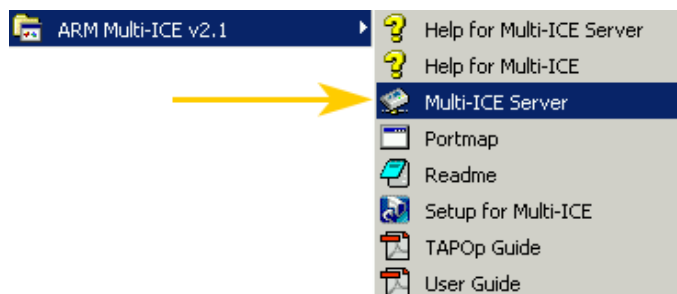 ARM Multi-ICE v2.1
Help for Multi-ICE Server
Help for Multi-ICE
Multi-ICE Server
Portmap
Readme
Setup for Multi-ICE
TAPOp Guide
User Guide